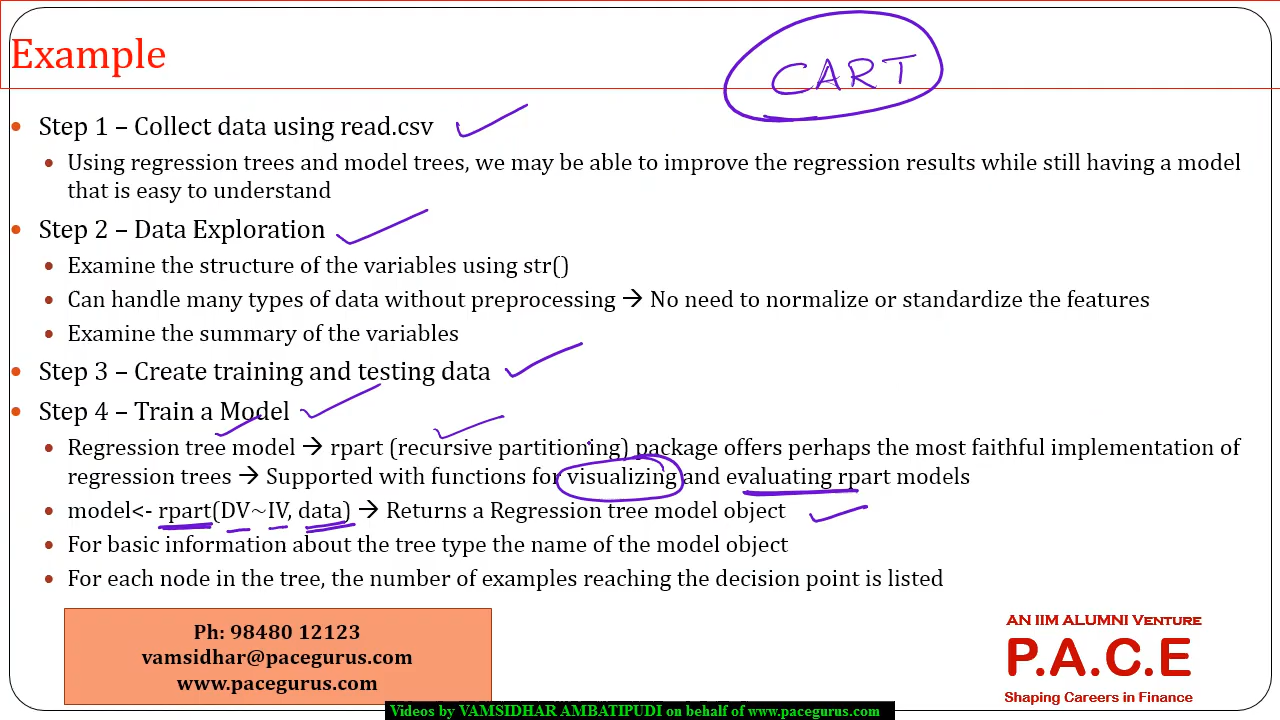 Example
CART
• Step 1 – Collect data using read.csv
• Using regression trees and model trees, we may be able to improve the regression results while still having a model
that is easy to understand
• Step 2 – Data Exploration
• Examine the structure of the variables using str()
• Can handle many types of data without preprocessing → No need to normalize or standardize the features
• Examine the summary of the variables
• Step 3 – Create training and testing data
• Step 4 – Train a Model
• Regression tree model → rpart (recursive partitioning) package offers perhaps the most faithful implementation of
regression trees → Supported with functions for visualizing and evaluating rpart models
• model<- rpart(DV~IV, data) → Returns a Regression tree model object
• For basic information about the tree type the name of the model object
• For each node in the tree, the number of examples reaching the decision point is listed
Ph: 98480 12123
vamsidhar@pacegurus.com
www.pacegurus.com
AN IIM ALUMNI VENTURE
P.A.C.E
Shaping Careers in Finance
Videos by VAMSIDHAR AMBATIPUDI on behalf of www.pacegurus.com